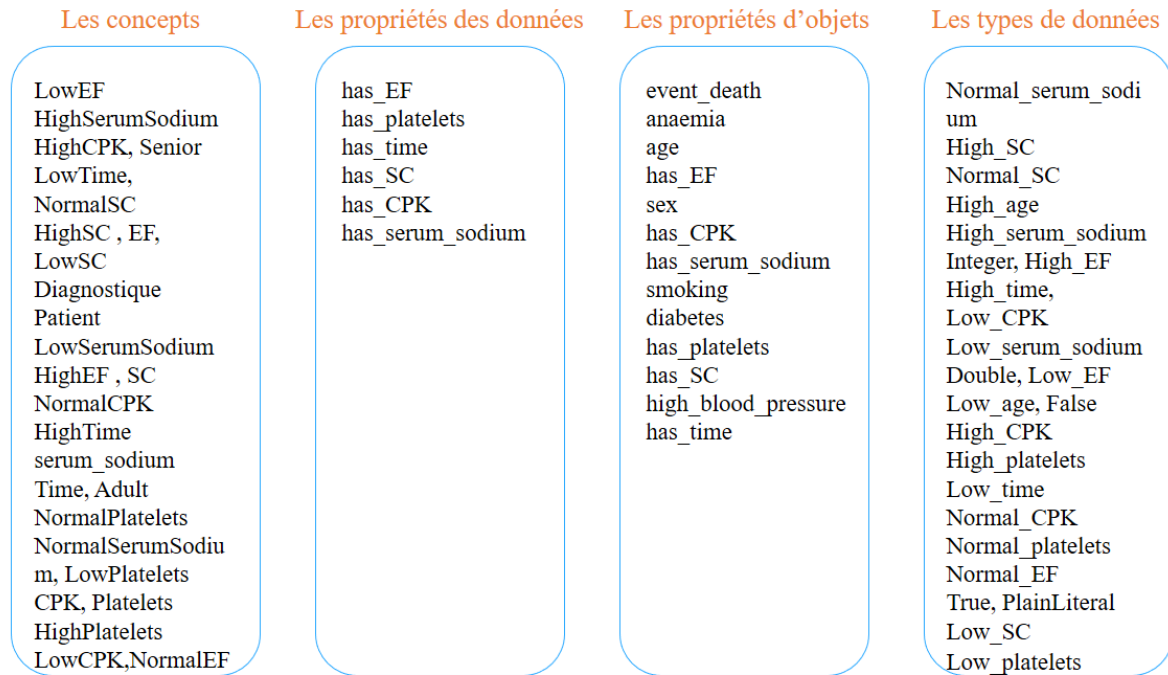 Les concepts
LowEF
HighSerumSodium
HighCPK, Senior
LowTime,
NormalSC
HighSC , EF,
LowSC
Diagnostique
Patient
LowSerumSodium
HighEF , SC
NormalCPK
HighTime
serum_sodium
Time, Adult
NormalPlatelets
NormalSerumSodiu
m, LowPlatelets
CPK, Platelets
HighPlatelets
LowCPK,NormalEF
Les propriétés des données
has_EF
has_platelets
has_time
has_SC
has_CPK
has_serum_sodium
Les propriétés d’objets
event_death
anaemia
age
has_EF
sex
has_CPK
has_serum_sodium
smoking
diabetes
has_platelets
has_SC
high_blood_pressure
has_time
Les types de données
Normal_serum_sodi
um
High_SC
Normal_SC
High_age
High_serum_sodium
Integer, High_EF
High_time,
Low_CPK
Low_serum_sodium
Double, Low_EF
Low_age, False
High_CPK
High_platelets
Low_time
Normal_CPK
Normal_platelets
Normal_EF
True, PlainLiteral
Low_SC
Low_platelets